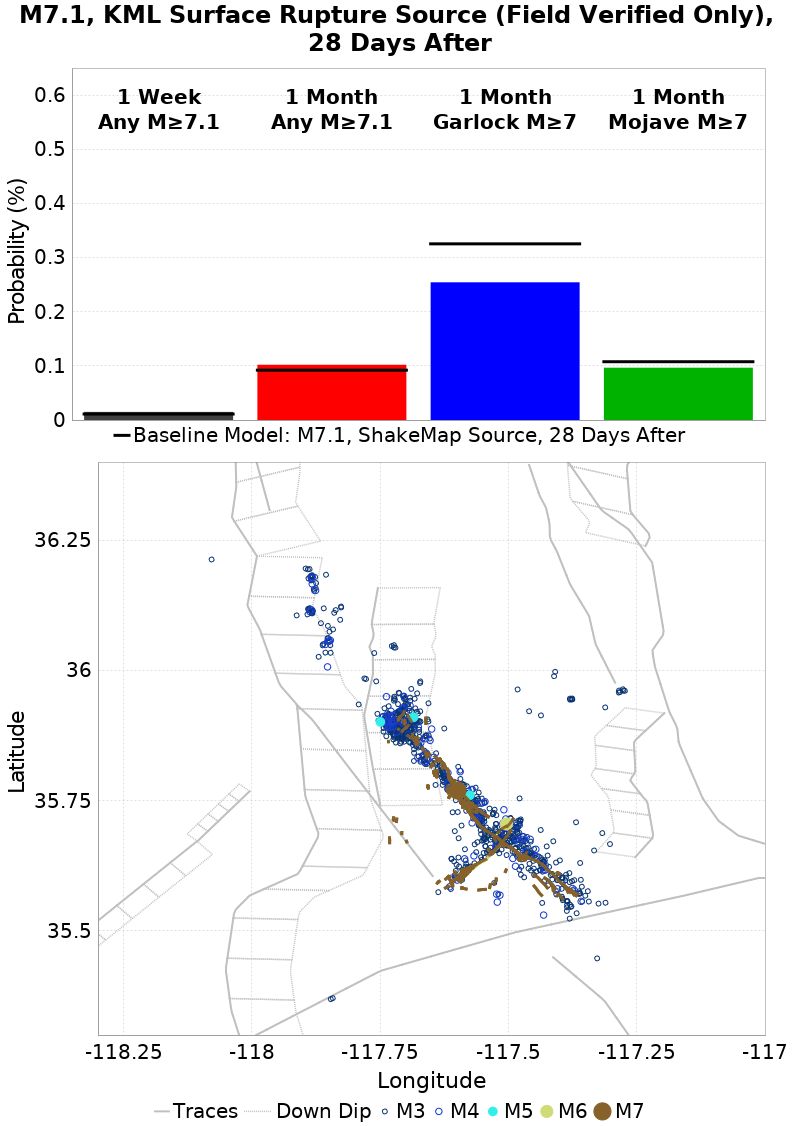 M7.1, KML Surface Rupture Source (Field Verified Only),
28 Days After
1 Week
Any M≥7.1
1 Month
Any M≥7.1
1 Month
Garlock M≥7
1 Month
Mojave M≥7
Probability (%)
0.6
0.5
0.4
0.3
0.2
0.1
0
Baseline Model: M7.1, ShakeMap Source, 28 Days After
Latitude
36.25
36
35.75
35.5
-118.25
-118
-117.75
-117.5
-117.25
-117
Longitude
Traces
Down Dip
M3
M4
M5
M6
M7